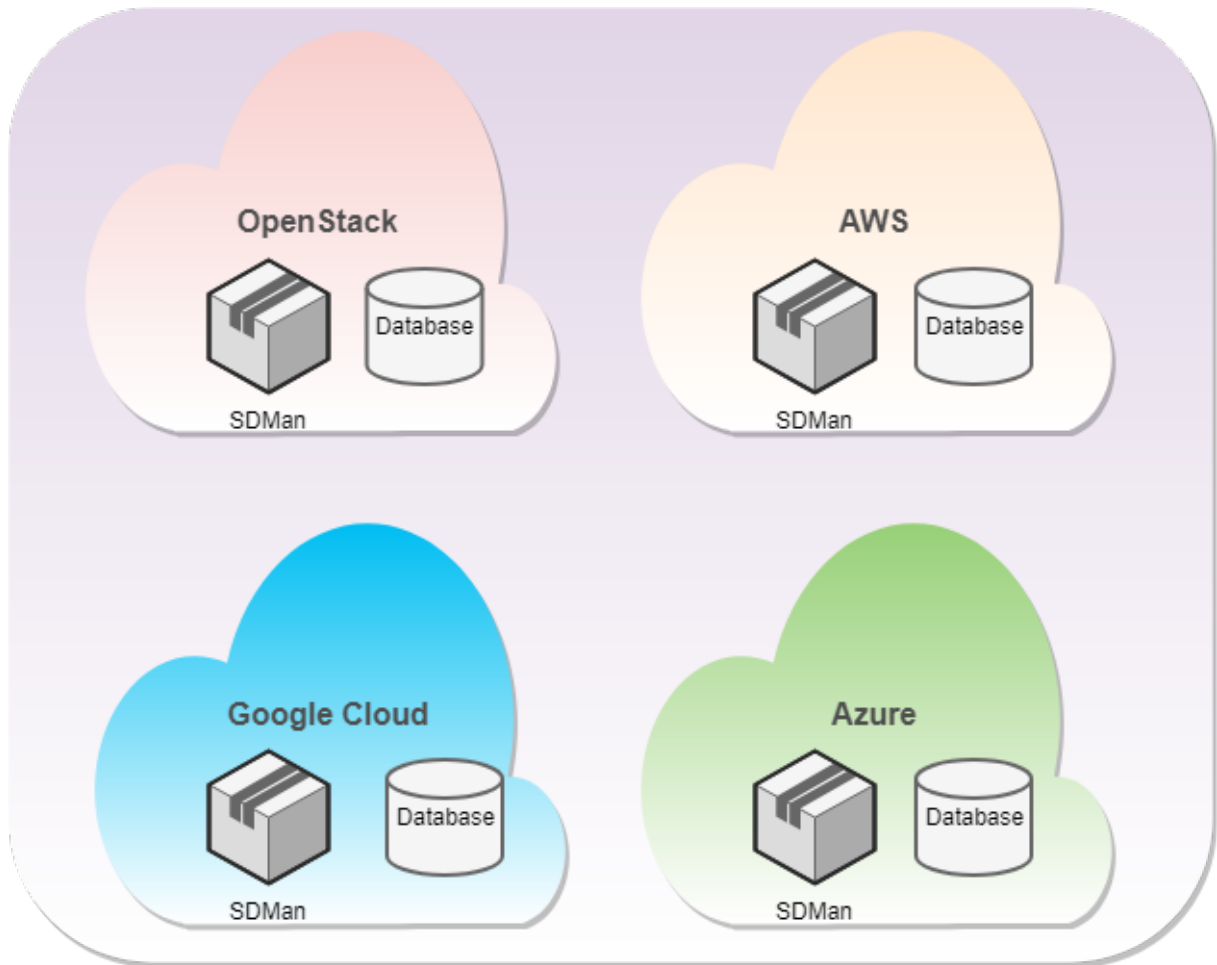 OpenStack
AWS
Database
Database
SDMan
SDMan
Google Cloud
Azure
Database
Database
SDMan
SDMan